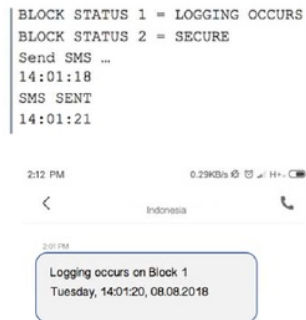 BLOCK STATUS 1 = LOGGING OCCURS
BLOCK STATUS 2 = SECURE
Send SMS …
14:01:18
SMS SENT
14:01:21
2:12 PM 0.29KB/s H+
Indonesia
2:01 PM
Logging occurs on Block 1
Tuesday, 14:01:20, 08.08.2018